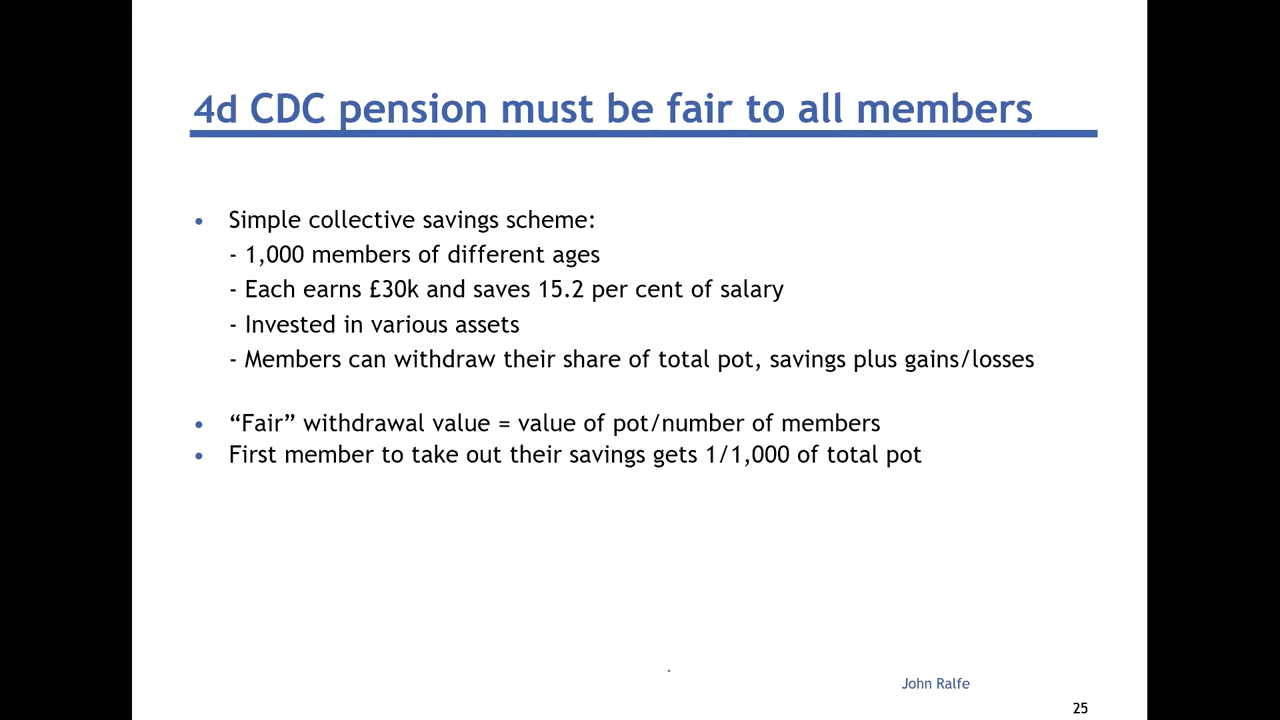 4d CDC pension must be fair to all members
• Simple collective savings scheme:
- 1,000 members of different ages
- Each earns £30k and saves 15.2 per cent of salary
- Invested in various assets
- Members can withdraw their share of total pot, savings plus gains/losses
• “Fair” withdrawal value = value of pot/number of members
• First member to take out their savings gets 1/1,000 of total pot
.
John Ralfe
25